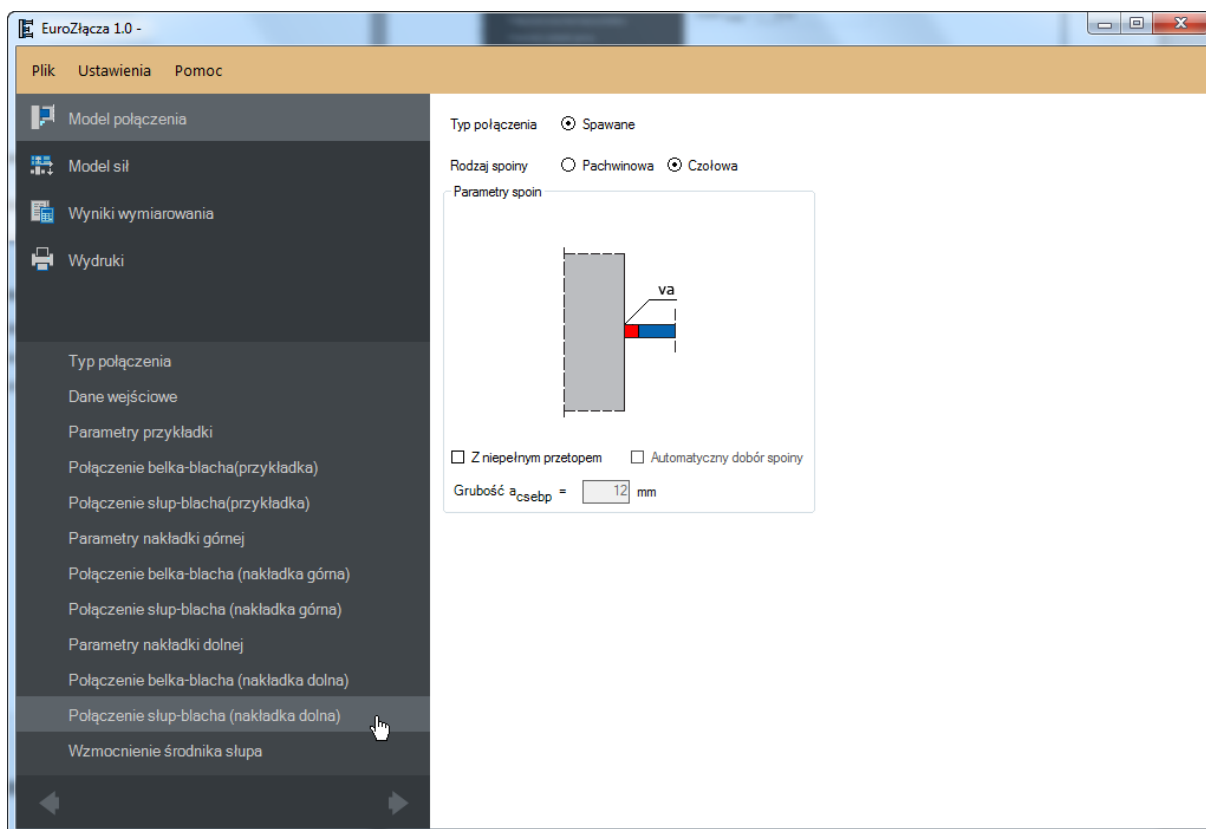 EuroZłącza 1.0 -
Plik Ustawienia Pomoc
Model połączenia
Model sił
Wyniki wymiarowania
Wydruki
Typ połączenia
Dane wejściowe
Parametry przykładki
Połączenie belka-blacha(przykładka)
Połączenie słup-blacha(przykładka)
Parametry nakładki górnej
Połączenie belka-blacha (nakładka górna)
Połączenie słup-blacha (nakładka górna)
Parametry nakładki dolnej
Połączenie belka-blacha (nakładka dolna)
Połączenie słup-blacha (nakładka dolna)
Wzmocnienie środnika słupa
Typ połączenia Spawane
Rodzaj spoiny Pachwinowa Czołowa
Parametry spoin
va
Z niepełnym przetopem Automatyczny dobór spoiny
Grubość acsebp = 12 mm